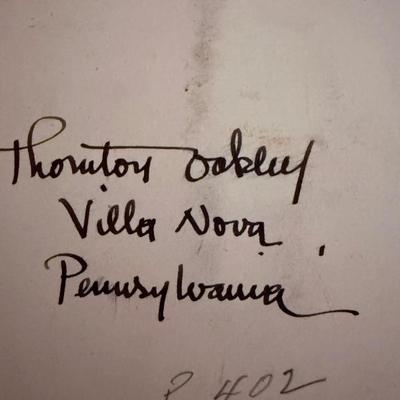 Thornton Oakley
Villa Nova,
Pennsylvania
P 402